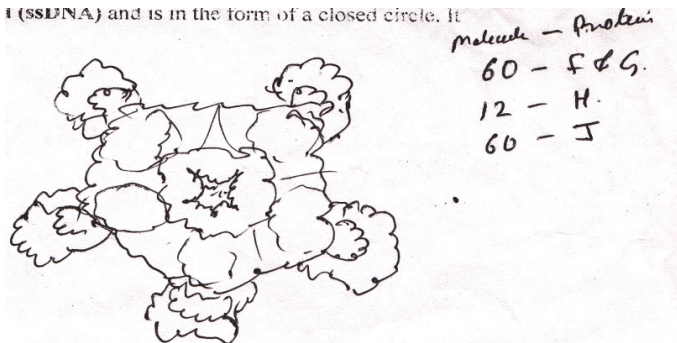 (ssDNA) and is in the form of a closed circle. It
Molecule - Protein
60 - F & G.
12 - H.
60 - J